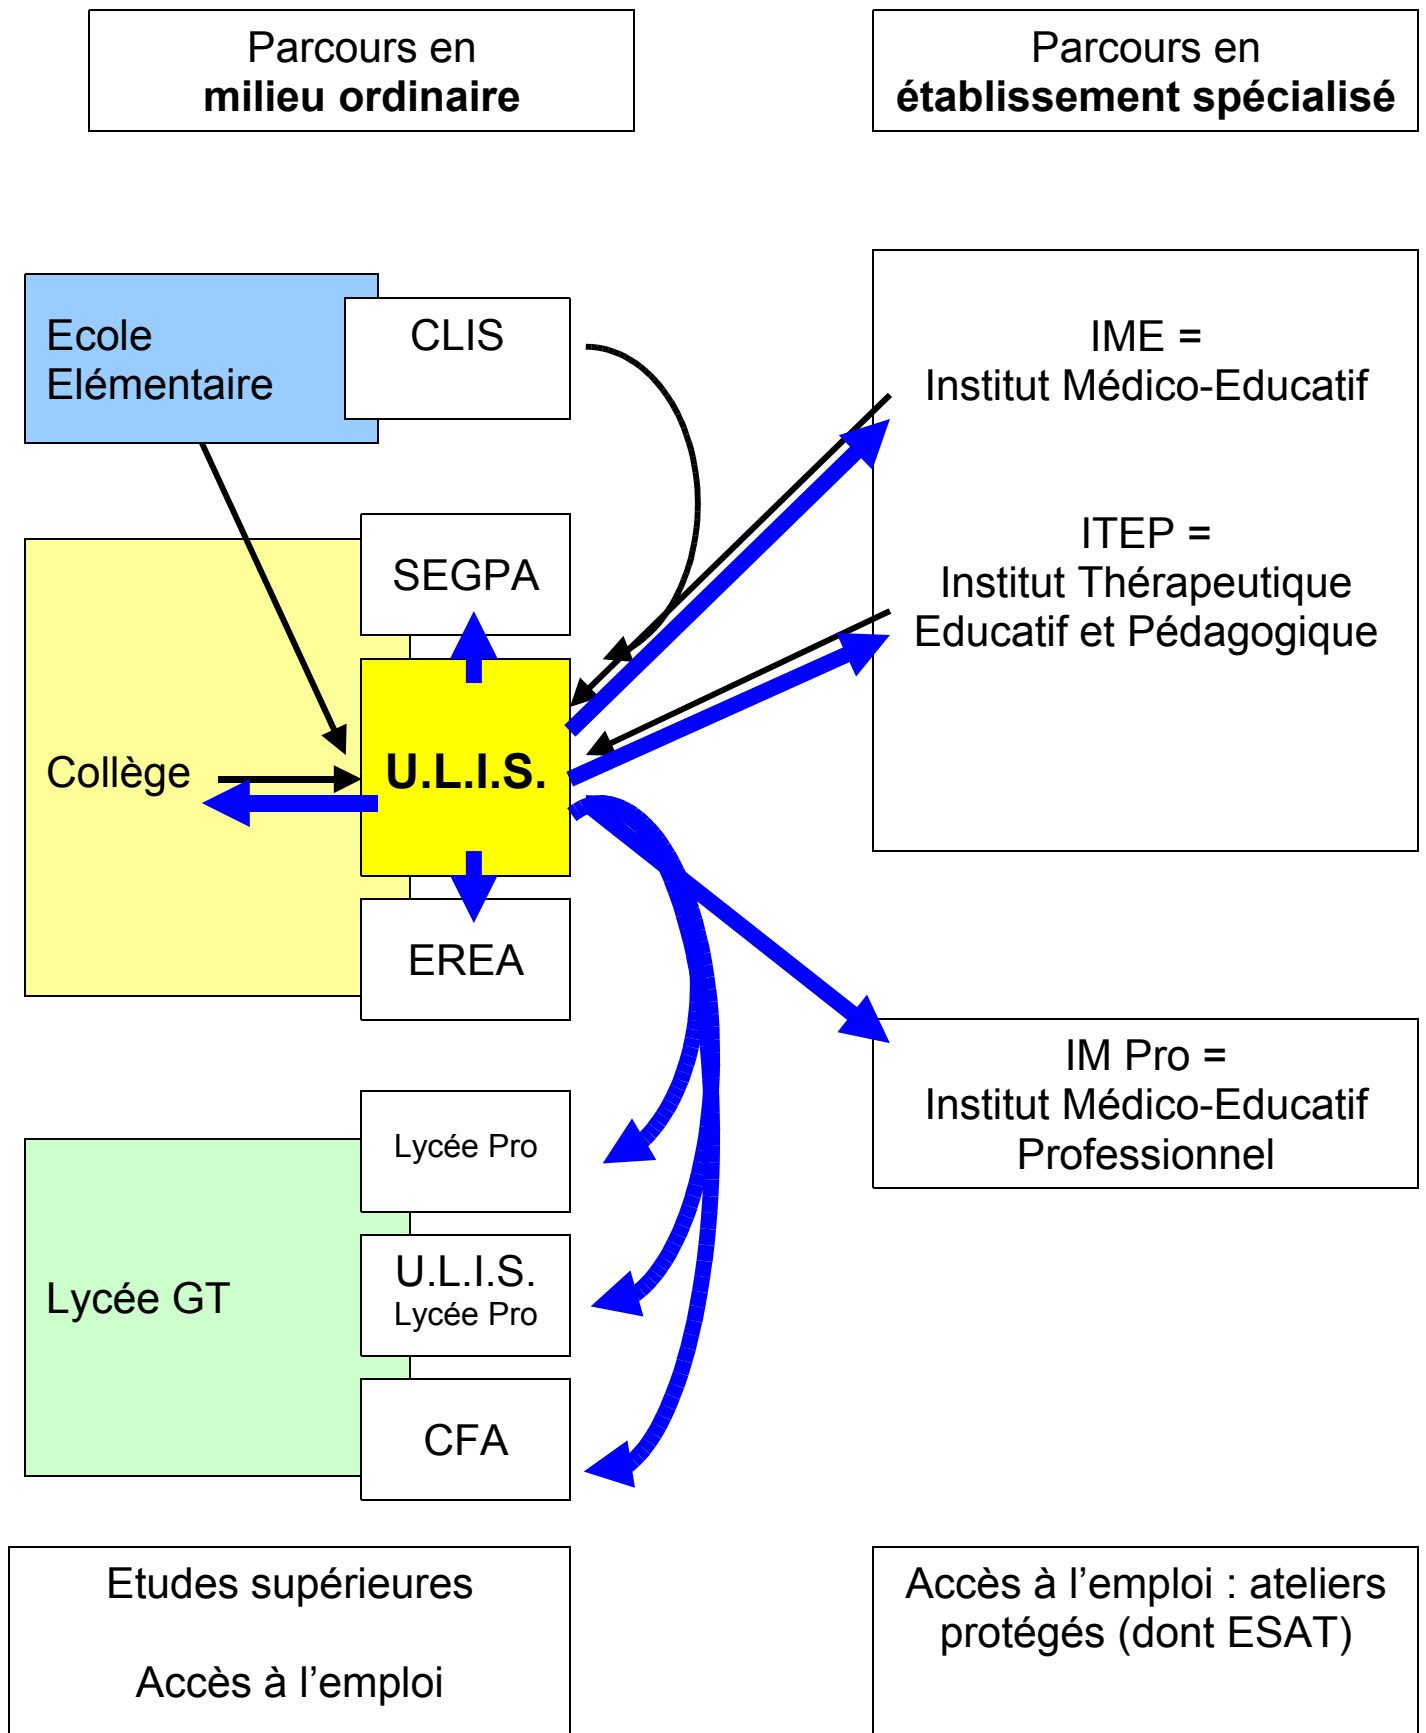 Parcours en
milieu ordinaire
Parcours en
établissement spécialisé
Ecole
Elémentaire
CLIS
IME =
Institut Médico-Educatif
ITEP =
Institut Thérapeutique
Educatif et Pédagogique
SEGPA
Collège
U.L.I.S.
EREA
IM Pro =
Institut Médico-Educatif
Professionnel
Lycée GT
Lycée Pro
U.L.I.S.
Lycée Pro
CFA
Etudes supérieures
Accès à l’emploi
Accès à l’emploi : ateliers
protégés (dont ESAT)